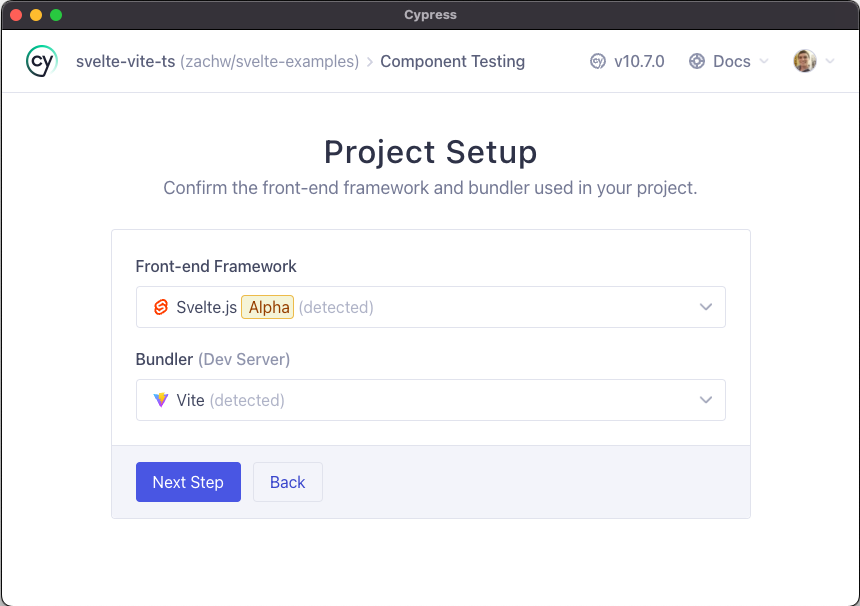 Cypress
cy svelte-vite-ts (zachw/svelte-examples) > Component Testing cy v10.7.0 Docs
Project Setup
Confirm the front-end framework and bundler used in your project.
Front-end Framework
Svelte.js Alpha (detected)
Bundler (Dev Server)
Vite (detected)
Next Step Back